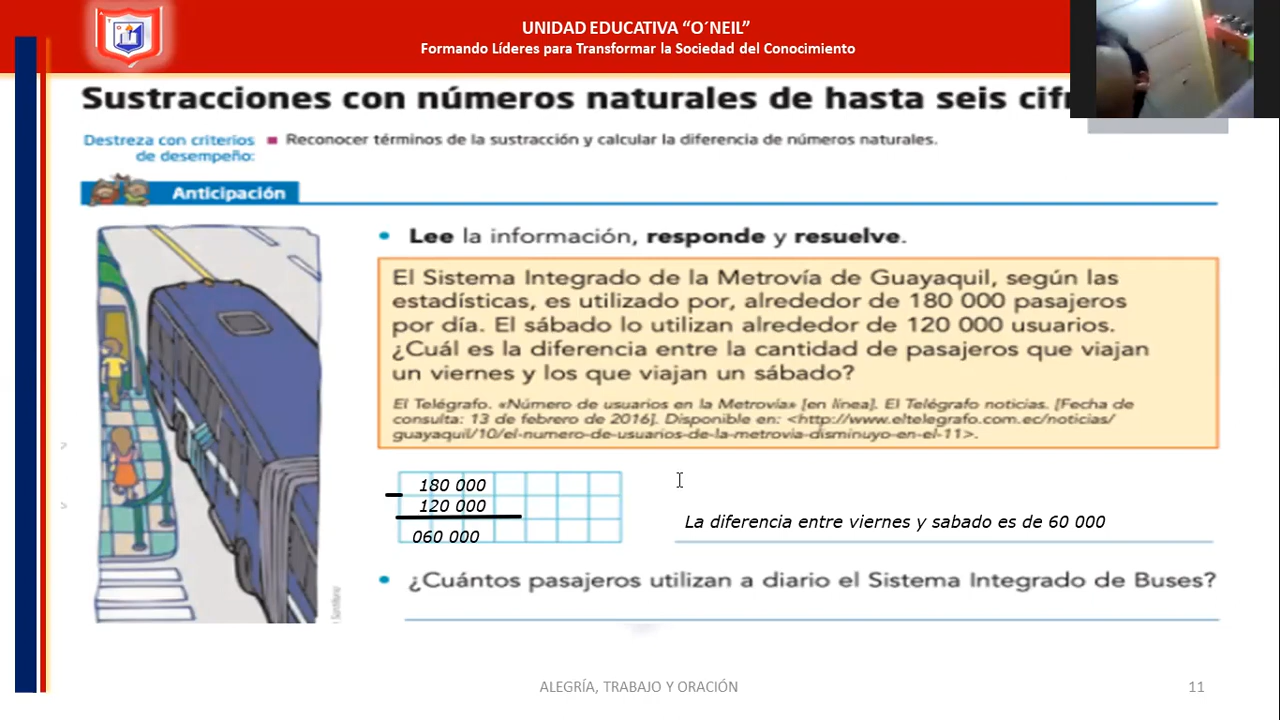 UNIDAD EDUCATIVA “O´NEIL”
Formando Líderes para Transformar la Sociedad del Conocimiento
Sustracciones con números naturales de hasta seis
Destreza con criterios de desempeño:
■ Reconocer términos de la sustracción y calcular la diferencia de números naturales.
Anticipación
• Lee la información, responde y resuelve.
El Sistema Integrado de la Metrovía de Guayaquil, según las
estadísticas, es utilizado por, alrededor de 180 000 pasajeros
por día. El sábado lo utilizan alrededor de 120 000 usuarios.
¿Cuál es la diferencia entre la cantidad de pasajeros que viajan
un viernes y los que viajan un sábado?
El Telégrafo. «Número de usuarios en la Metrovía» [en línea]. El Telégrafo noticias. [Fecha de
consulta: 13 de febrero de 2016]. Disponible en: <http://www.eltelegrafo.com.ec/noticias/
guayaquil/10/el-numero-de-usuarios-de-la-metrovia-disminuyo-en-el-11>.
180 000
120 000
060 000
La diferencia entre viernes y sabado es de 60 000
• ¿Cuántos pasajeros utilizan a diario el Sistema Integrado de Buses?
ALEGRÍA, TRABAJO Y ORACIÓN
11